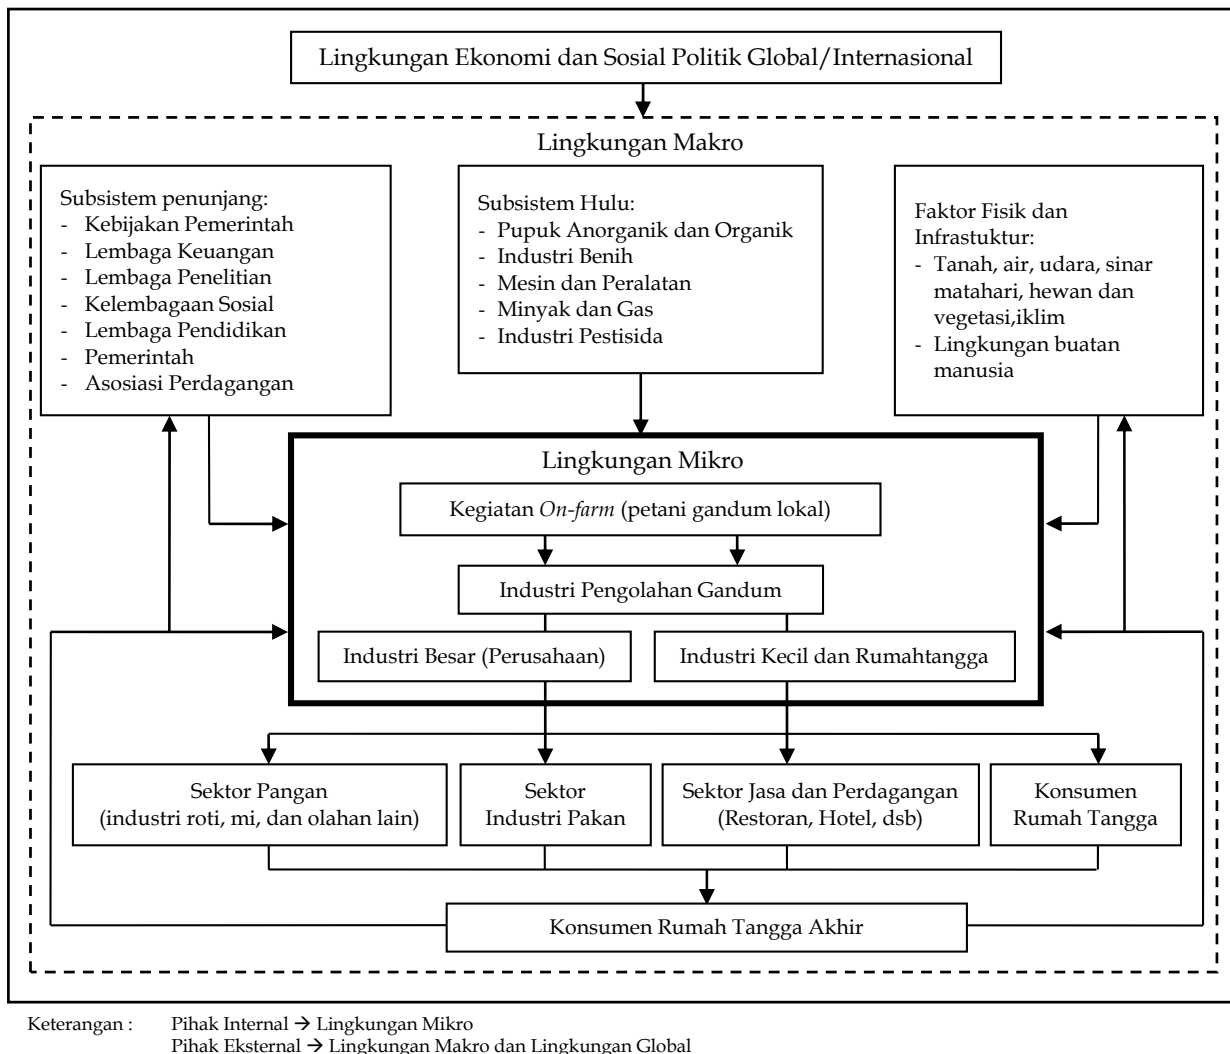 Lingkungan Ekonomi dan Sosial Politik Global/Internasional
Lingkungan Makro
Subsistem penunjang:
- Kebijakan Pemerintah
- Lembaga Keuangan
- Lembaga Penelitian
- Kelembagaan Sosial
- Lembaga Pendidikan
- Pemerintah
- Asosiasi Perdagangan
Subsistem Hulu:
- Pupuk Anorganik dan Organik
- Industri Benih
- Mesin dan Peralatan
- Minyak dan Gas
- Industri Pestisida
Faktor Fisik dan
Infrastuktur:
- Tanah, air, udara, sinar
matahari, hewan dan
vegetasi,iklim
- Lingkungan buatan
manusia
Lingkungan Mikro
Kegiatan On-farm (petani gandum lokal)
Industri Pengolahan Gandum
Industri Besar (Perusahaan)
Industri Kecil dan Rumahtangga
Sektor Pangan
(industri roti, mi, dan olahan lain)
Sektor
Industri Pakan
Sektor Jasa dan Perdagangan
(Restoran, Hotel, dsb)
Konsumen
Rumah Tangga
Konsumen Rumah Tangga Akhir
Keterangan : Pihak Internal → Lingkungan Mikro
Pihak Eksternal → Lingkungan Makro dan Lingkungan Global